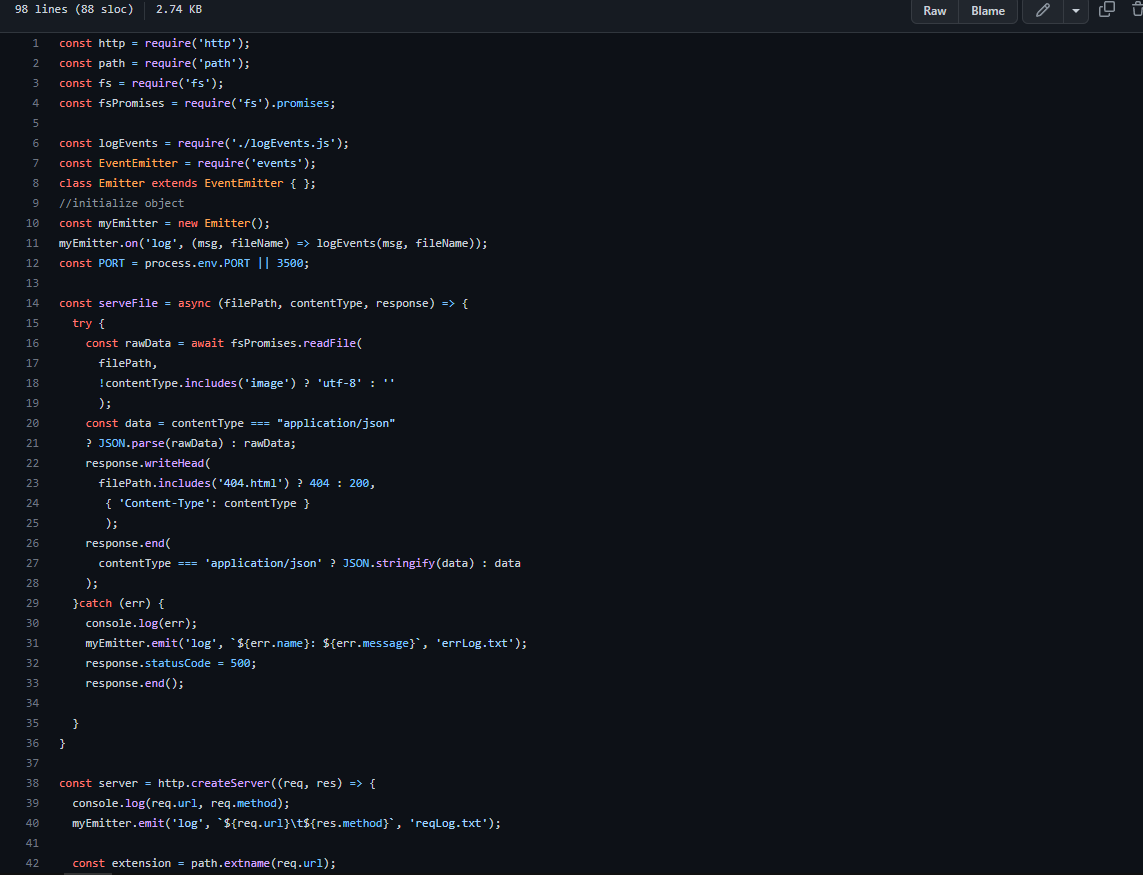 98 lines (88 sloc) 2.74 KB Raw Blame
1 const http = require('http');
2 const path = require('path');
3 const fs = require('fs');
4 const fsPromises = require('fs').promises;
5
6 const logEvents = require('./logEvents.js');
7 const EventEmitter = require('events');
8 class Emitter extends EventEmitter { };
9 //initialize object
10 const myEmitter = new Emitter();
11 myEmitter.on('log', (msg, fileName) => logEvents(msg, fileName));
12 const PORT = process.env.PORT || 3500;
13
14 const serveFile = async (filePath, contentType, response) => {
15   try {
16     const rawData = await fsPromises.readFile(
17       filePath,
18       !contentType.includes('image') ? 'utf-8' : ''
19       );
20     const data = contentType === "application/json"
21     ? JSON.parse(rawData) : rawData;
22     response.writeHead(
23       filePath.includes('404.html') ? 404 : 200,
24        { 'Content-Type': contentType }
25        );
26     response.end(
27       contentType === 'application/json' ? JSON.stringify(data) : data
28     );
29   }catch (err) {
30     console.log(err);
31     myEmitter.emit('log', `${err.name}: ${err.message}`, 'errLog.txt');
32     response.statusCode = 500;
33     response.end();
34
35   }
36 }
37
38 const server = http.createServer((req, res) => {
39   console.log(req.url, req.method);
40   myEmitter.emit('log', `${req.url}\t${res.method}`, 'reqLog.txt');
41
42   const extension = path.extname(req.url);